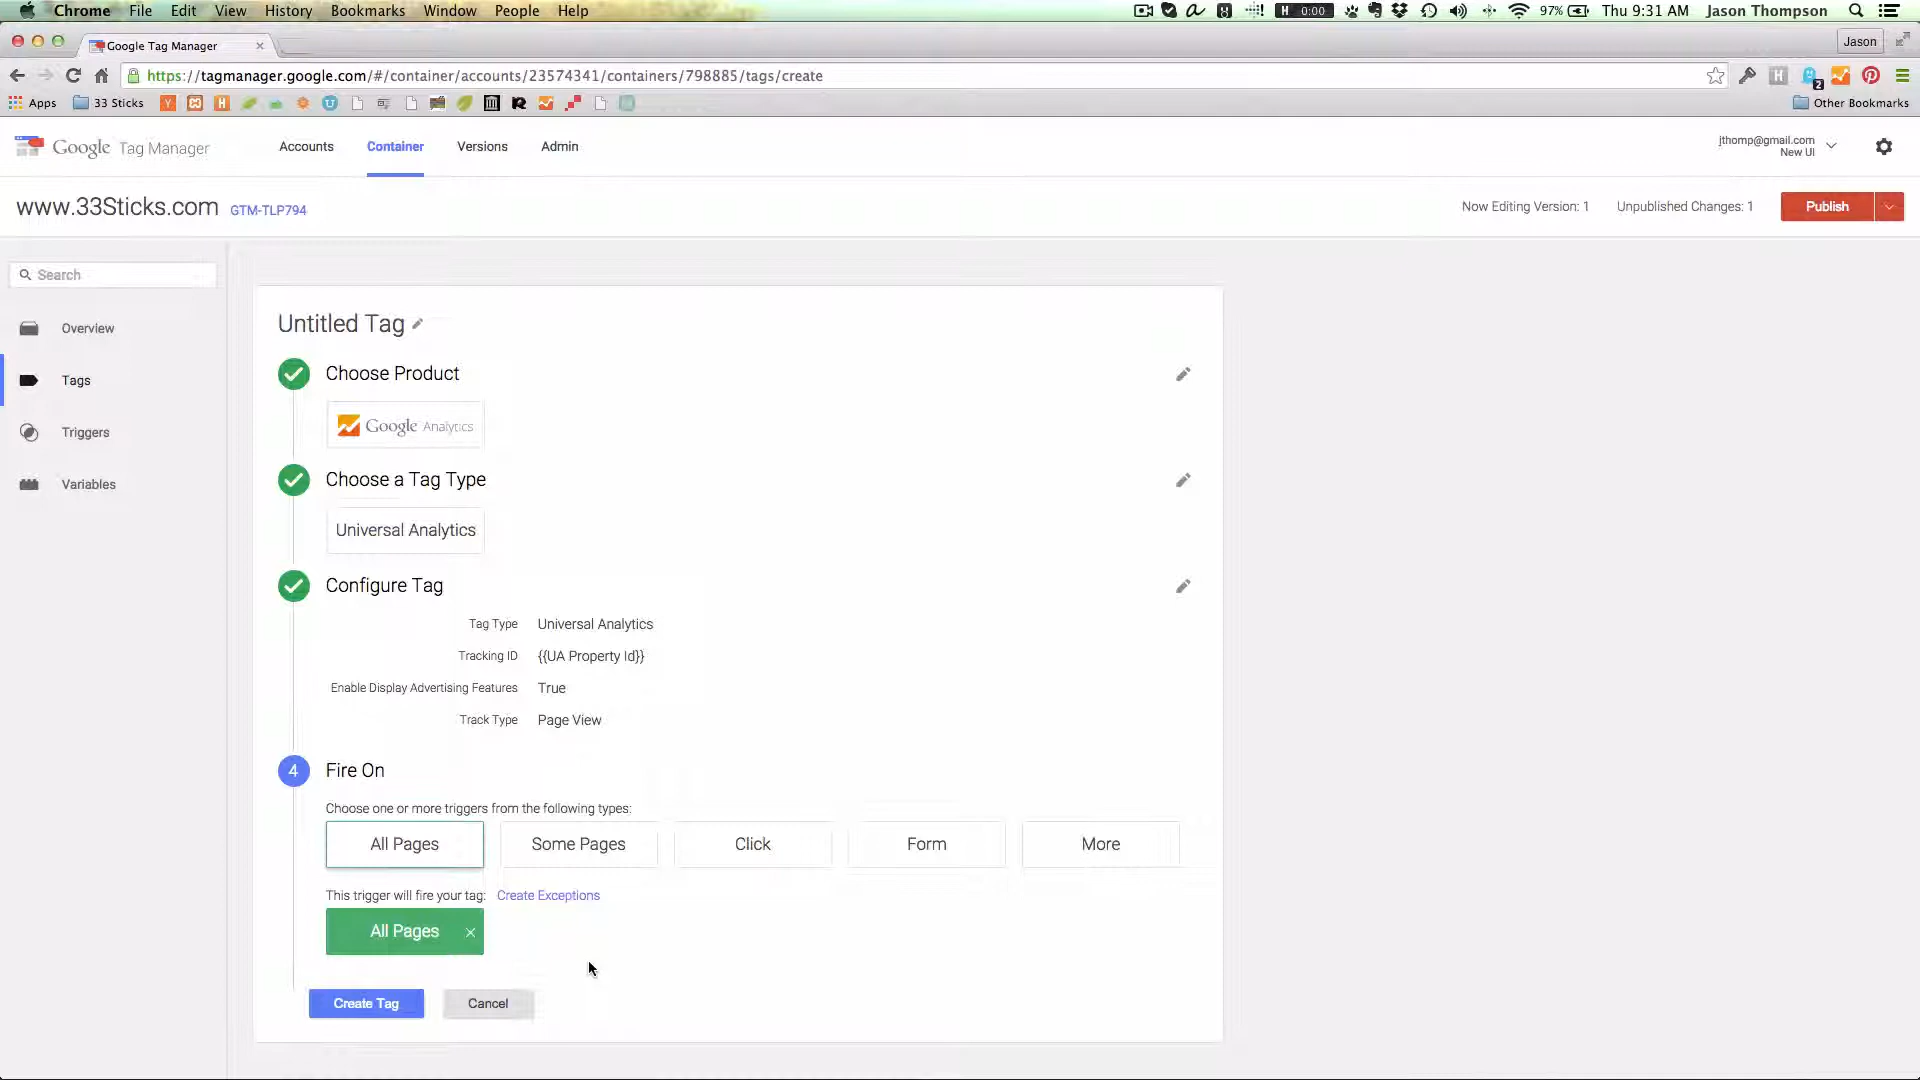 Chrome File Edit View History Bookmarks Window People Help
H 0:00 97% Thu 9:31 AM Jason Thompson
Google Tag Manager
Jason
https://tagmanager.google.com/#/container/accounts/23574341/containers/798885/tags/create
Apps 33 Sticks Other Bookmarks
Google Tag Manager Accounts Container Versions Admin
jthomp@gmail.com
New UI
www.33Sticks.com GTM-TLP794 Now Editing Version: 1 Unpublished Changes: 1 Publish
Search
Overview
Tags
Triggers
Variables
Untitled Tag
Choose Product
Google Analytics
Choose a Tag Type
Universal Analytics
Configure Tag
Tag Type Universal Analytics
Tracking ID {{UA Property Id}}
Enable Display Advertising Features True
Track Type Page View
4 Fire On
Choose one or more triggers from the following types:
All Pages Some Pages Click Form More
This trigger will fire your tag: Create Exceptions
All Pages
Create Tag Cancel